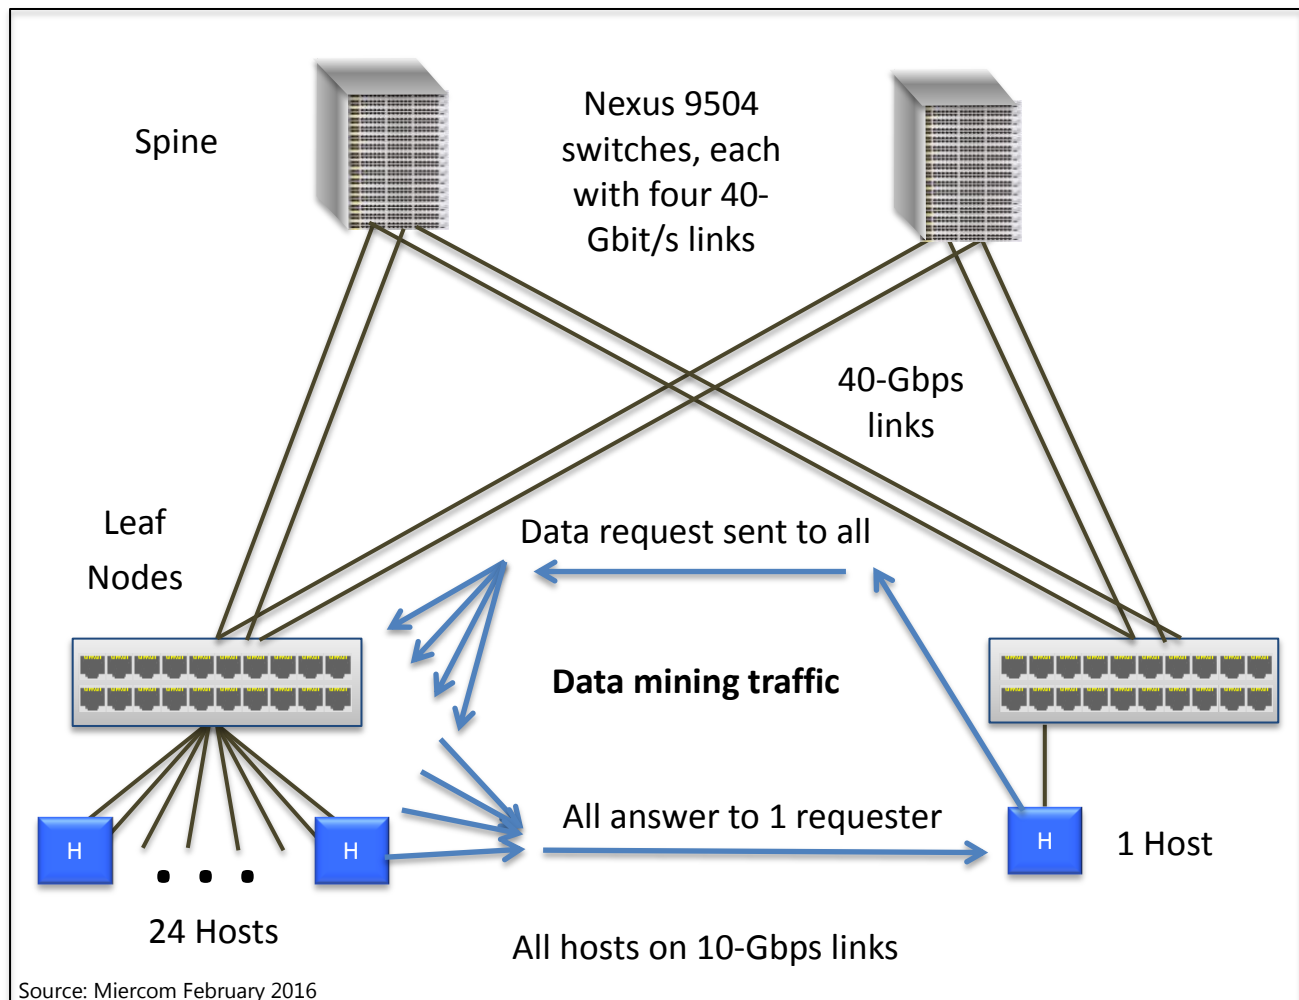 Spine
Nexus 9504
switches, each
with four 40-
Gbit/s links
40-Gbps
links
Leaf
Nodes
Data request sent to all
Data mining traffic
All answer to 1 requester
H
H
H
1 Host
24 Hosts
All hosts on 10-Gbps links
Source: Miercom February 2016